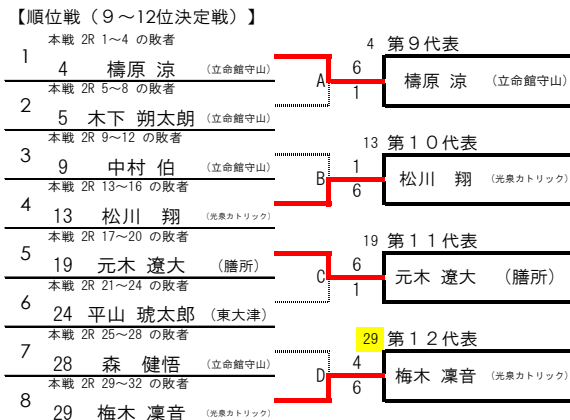 【順位戦（９～12位決定戦）】
1 本戦 2R 1～4 の敗者
4 檮原 涼 （立命館守山）
2 本戦 2R 5～8 の敗者
5 木下 朔太朗 （立命館守山）
3 本戦 2R 9～12 の敗者
9 中村 伯 （立命館守山）
4 本戦 2R 13～16 の敗者
13 松川 翔 （光泉カトリック）
5 本戦 2R 17～20 の敗者
19 元木 遼大 （膳所）
6 本戦 2R 21～24 の敗者
24 平山 琥太郎 （東大津）
7 本戦 2R 25～28 の敗者
28 森 健悟 （立命館守山）
8 本戦 2R 29～32 の敗者
29 梅木 凜音 （光泉カトリック）
A 6 1
4 第９代表
檮原 涼 （立命館守山）
B 1 6
13 第１０代表
松川 翔 （光泉カトリック）
C 6 1
19 第１１代表
元木 遼大 （膳所）
D 4 6
29 第１２代表
梅木 凜音 （光泉カトリック）